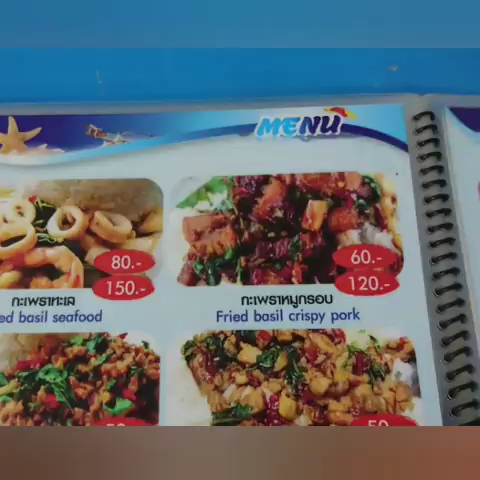 MENU
80.-
150.-
60.-
120.-
กะเพราทะเล
ed basil seafood
กะเพราหมูกรอบ
Fried basil crispy pork
50.-